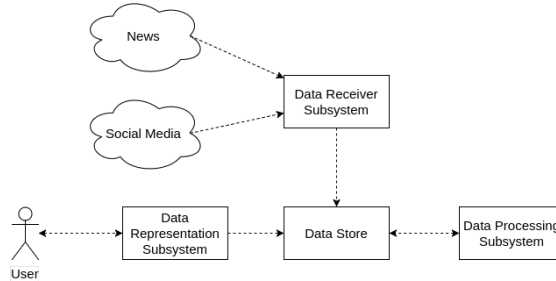 News
Social Media
Data Receiver
Subsystem
Data
Representation
Subsystem
Data Store
Data Processing
Subsystem
User